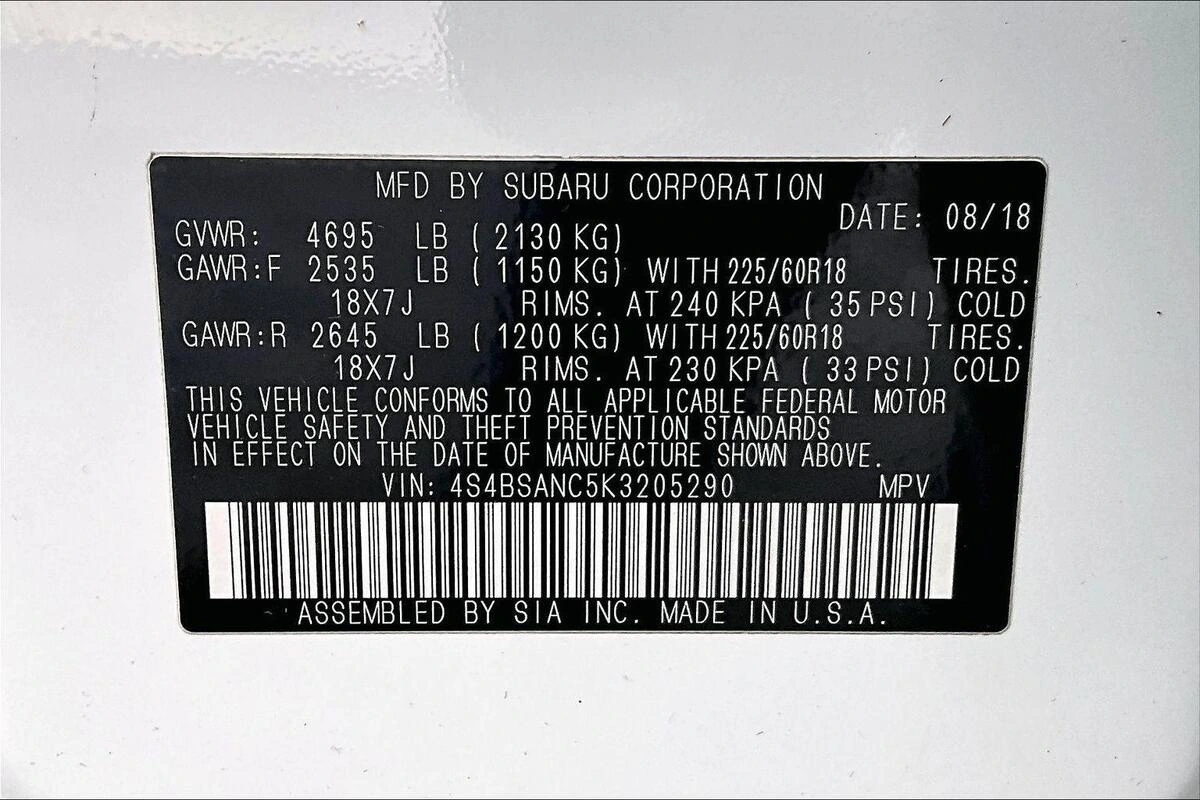 MFD BY SUBARU CORPORATION
DATE: 08/18
GVWR: 4695 LB (2130 KG)
GAWR:F 2535 LB (1150 KG) WITH 225/60R18 TIRES.
18X7J RIMS. AT 240 KPA (35 PSI) COLD
GAWR:R 2645 LB (1200 KG) WITH 225/60R18 TIRES.
18X7J RIMS. AT 230 KPA (33 PSI) COLD
THIS VEHICLE CONFORMS TO ALL APPLICABLE FEDERAL MOTOR
VEHICLE SAFETY AND THEFT PREVENTION STANDARDS
IN EFFECT ON THE DATE OF MANUFACTURE SHOWN ABOVE.
VIN: 4S4BSANC5K3205290 MPV
ASSEMBLED BY SIA INC. MADE IN U.S.A.